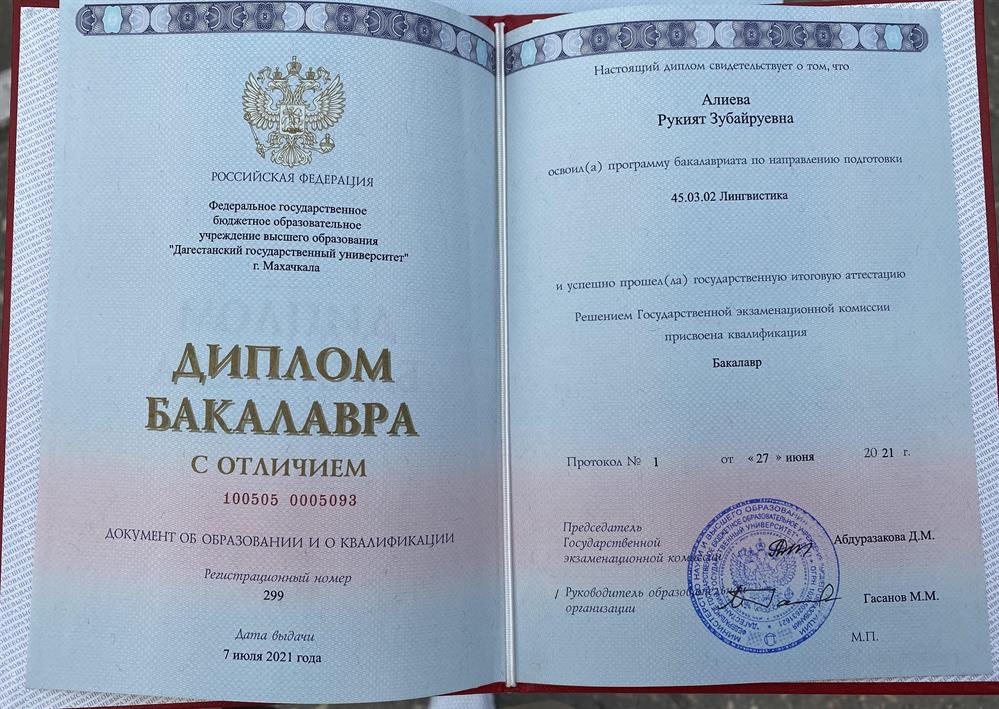 РОССИЙСКАЯ ФЕДЕРАЦИЯ
Федеральное государственное
бюджетное образовательное
учреждение высшего образования
"Дагестанский государственный университет"
г. Махачкала
ДИПЛОМ
БАКАЛАВРА
С ОТЛИЧИЕМ
100505 0005093
ДОКУМЕНТ ОБ ОБРАЗОВАНИИ И О КВАЛИФИКАЦИИ
Регистрационный номер
299
Дата выдачи
7 июля 2021 года
Настоящий диплом свидетельствует о том, что
Алиева
Рукият Зубайруевна
освоил(а) программу бакалавриата по направлению подготовки
45.03.02 Лингвистика
и успешно прошел(ла) государственную итоговую аттестацию
Решением Государственной экзаменационной комиссии
присвоена квалификация
Бакалавр
Протокол № 1 от «27» июня 2021 г.
Председатель
Государственной
экзаменационной комиссии
Абдуразакова Д.М.
/ Руководитель образовательной
организации
Гасанов М.М.
М.П.